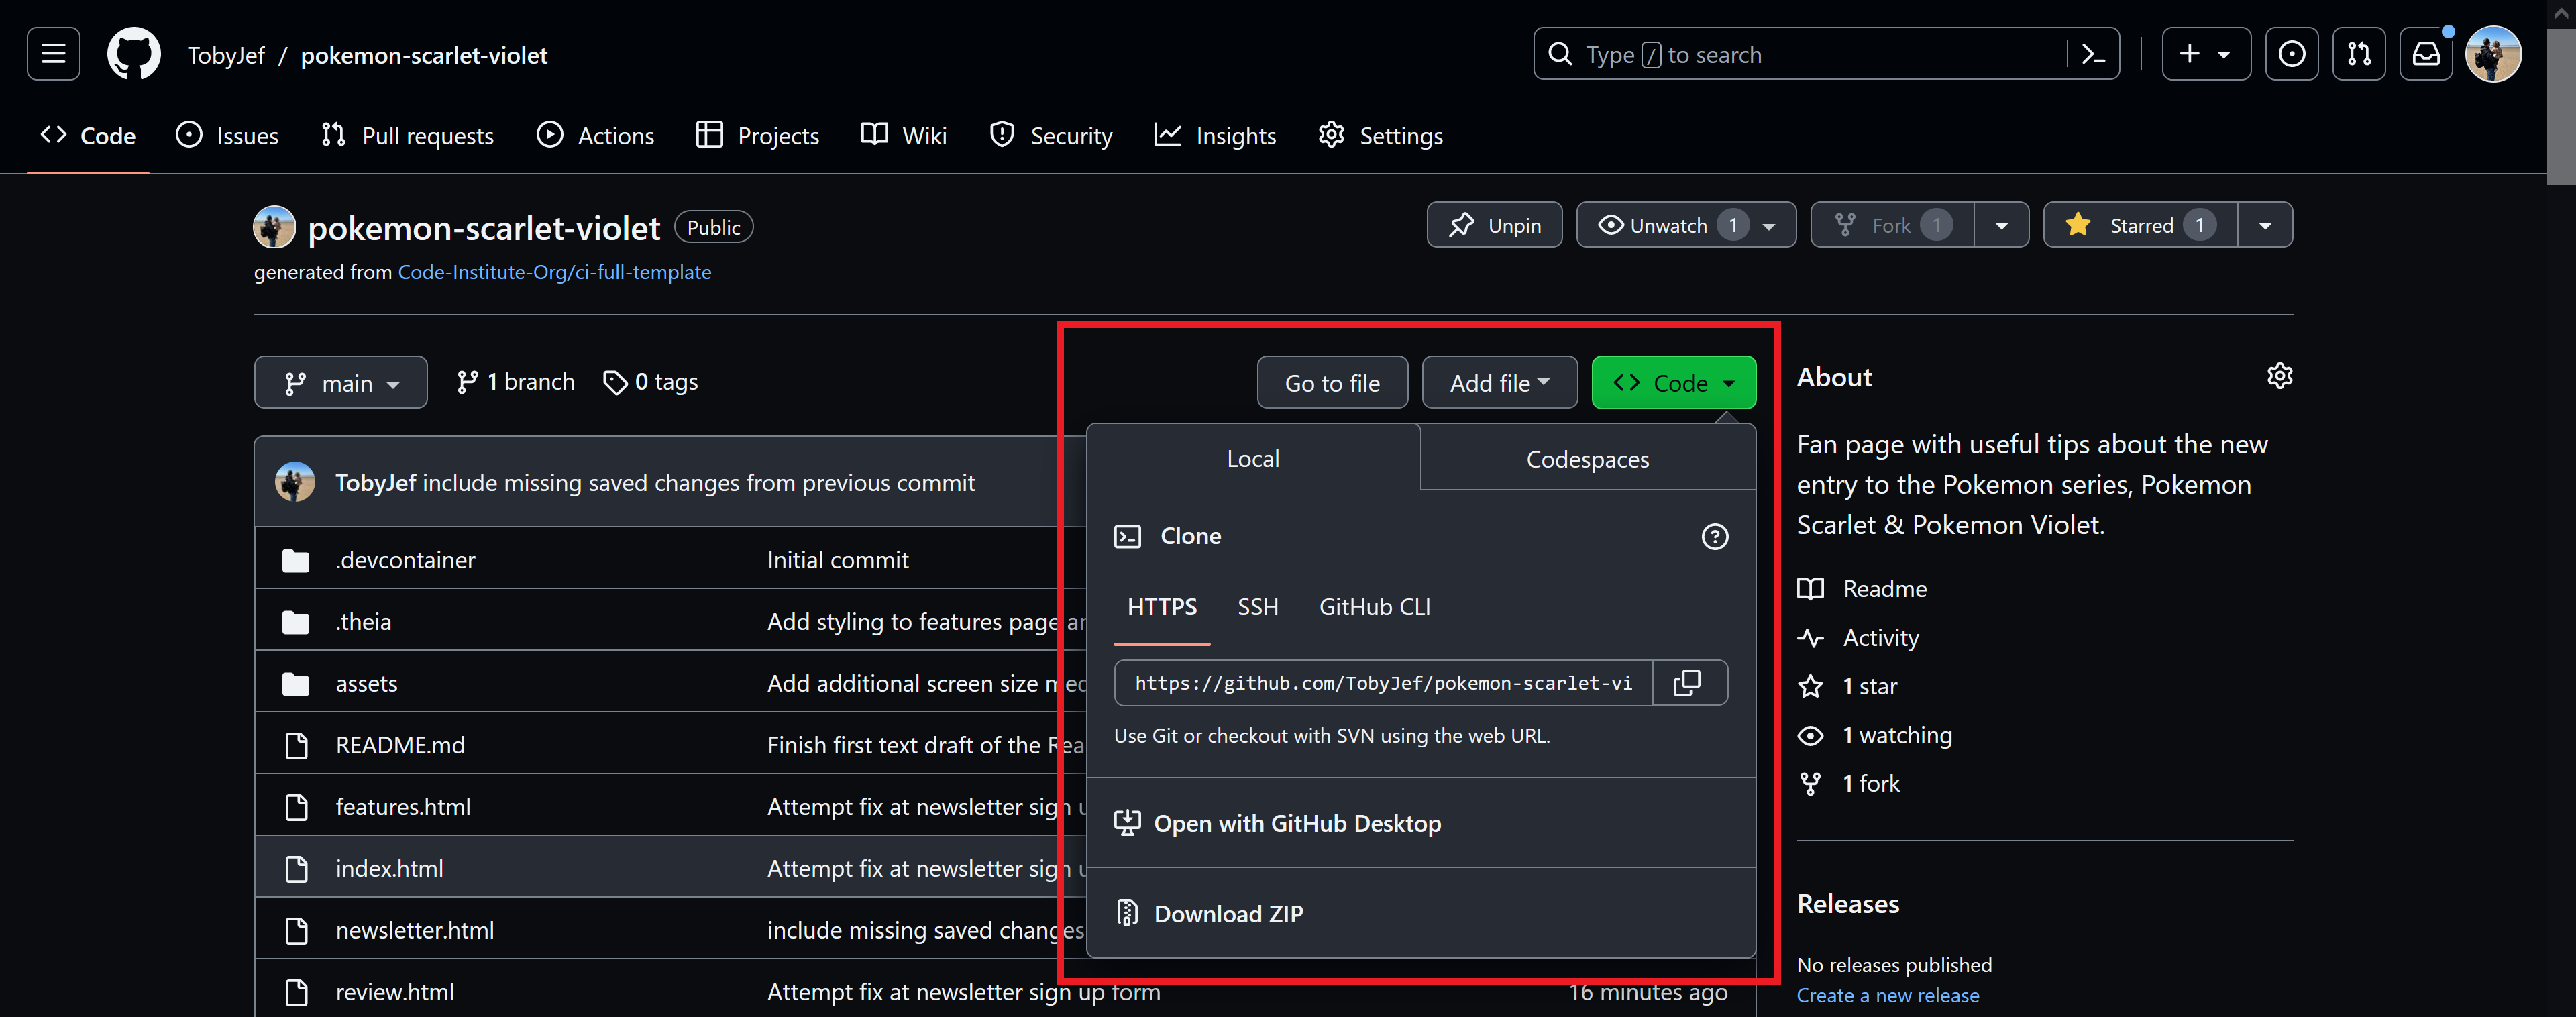 TobyJef / pokemon-scarlet-violet
Type / to search
Code Issues Pull requests Actions Projects Wiki Security Insights Settings
pokemon-scarlet-violet Public
Unpin Unwatch 1 Fork 1 Starred 1
generated from Code-Institute-Org/ci-full-template
main 1 branch 0 tags
Go to file Add file Code
TobyJef include missing saved changes from previous commit
.devcontainer Initial commit
.theia Add styling to features page
assets Add additional screen size
README.md Finish first text draft of the
features.html Attempt fix at newsletter sign
index.html Attempt fix at newsletter sign
newsletter.html include missing saved changes
review.html Attempt fix at newsletter sign up form 16 minutes ago
Local Codespaces
Clone
HTTPS SSH GitHub CLI
https://github.com/TobyJef/pokemon-scarlet-vi
Use Git or checkout with SVN using the web URL.
Open with GitHub Desktop
Download ZIP
About
Fan page with useful tips about the new
entry to the Pokemon series, Pokemon
Scarlet & Pokemon Violet.
Readme
Activity
1 star
1 watching
1 fork
Releases
No releases published
Create a new release